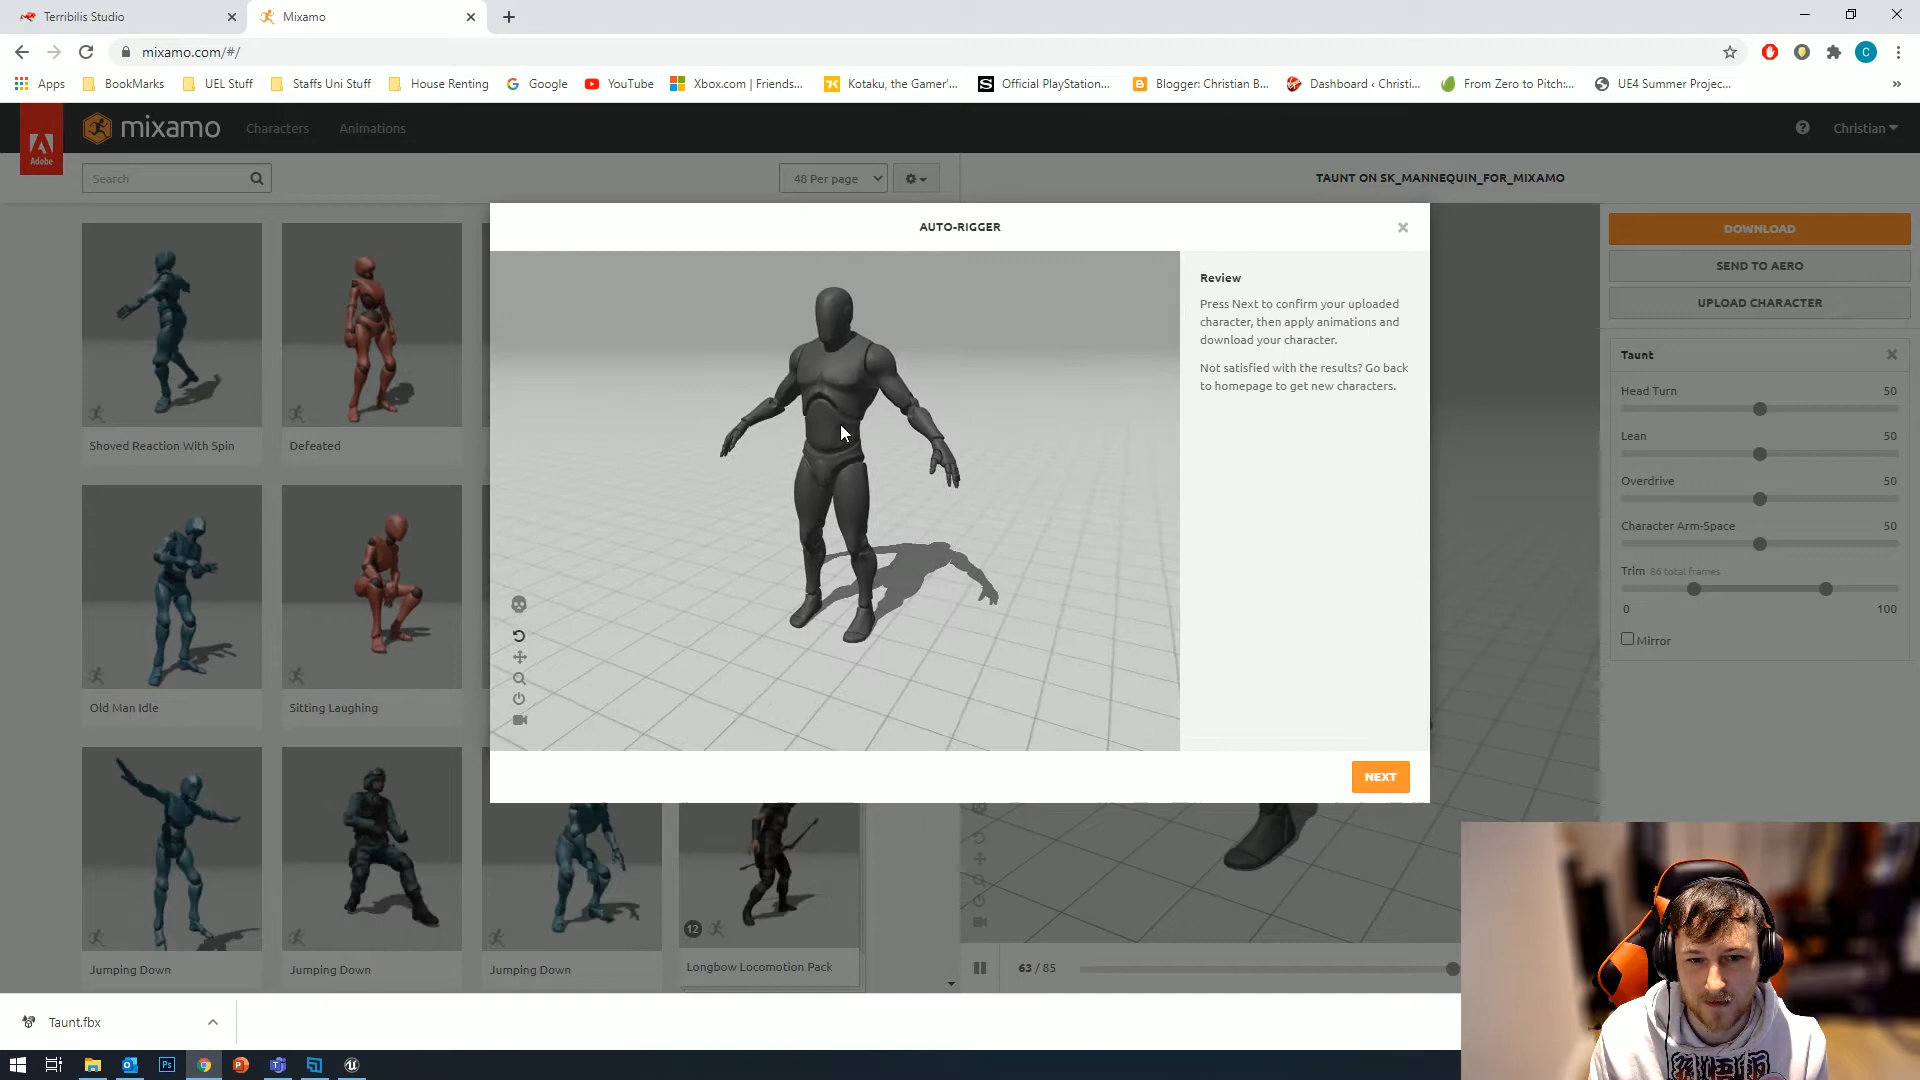 Terribilis Studio
Mixamo
mixamo.com/#/
C
Apps
BookMarks
UEL Stuff
Staffs Uni Stuff
House Renting
Google
YouTube
Xbox.com | Friends...
Kotaku, the Gamer'...
Official PlayStation...
Blogger: Christian B...
Dashboard ‹ Christi...
From Zero to Pitch:...
UE4 Summer Projec...
»
Adobe
mixamo
Characters
Animations
Christian
Search
48 Per page
TAUNT ON SK_MANNEQUIN_FOR_MIXAMO
AUTO-RIGGER
Review
Press Next to confirm your uploaded
character, then apply animations and
download your character.
Not satisfied with the results? Go back
to homepage to get new characters.
NEXT
DOWNLOAD
SEND TO AERO
UPLOAD CHARACTER
Taunt
Head Turn 50
Lean 50
Overdrive 50
Character Arm-Space 50
Trim 86 total frames
0 100
Mirror
Shoved Reaction With Spin
Defeated
Old Man Idle
Sitting Laughing
Jumping Down
Jumping Down
Jumping Down
12
Longbow Locomotion Pack
63 / 85
Taunt.fbx
Ps